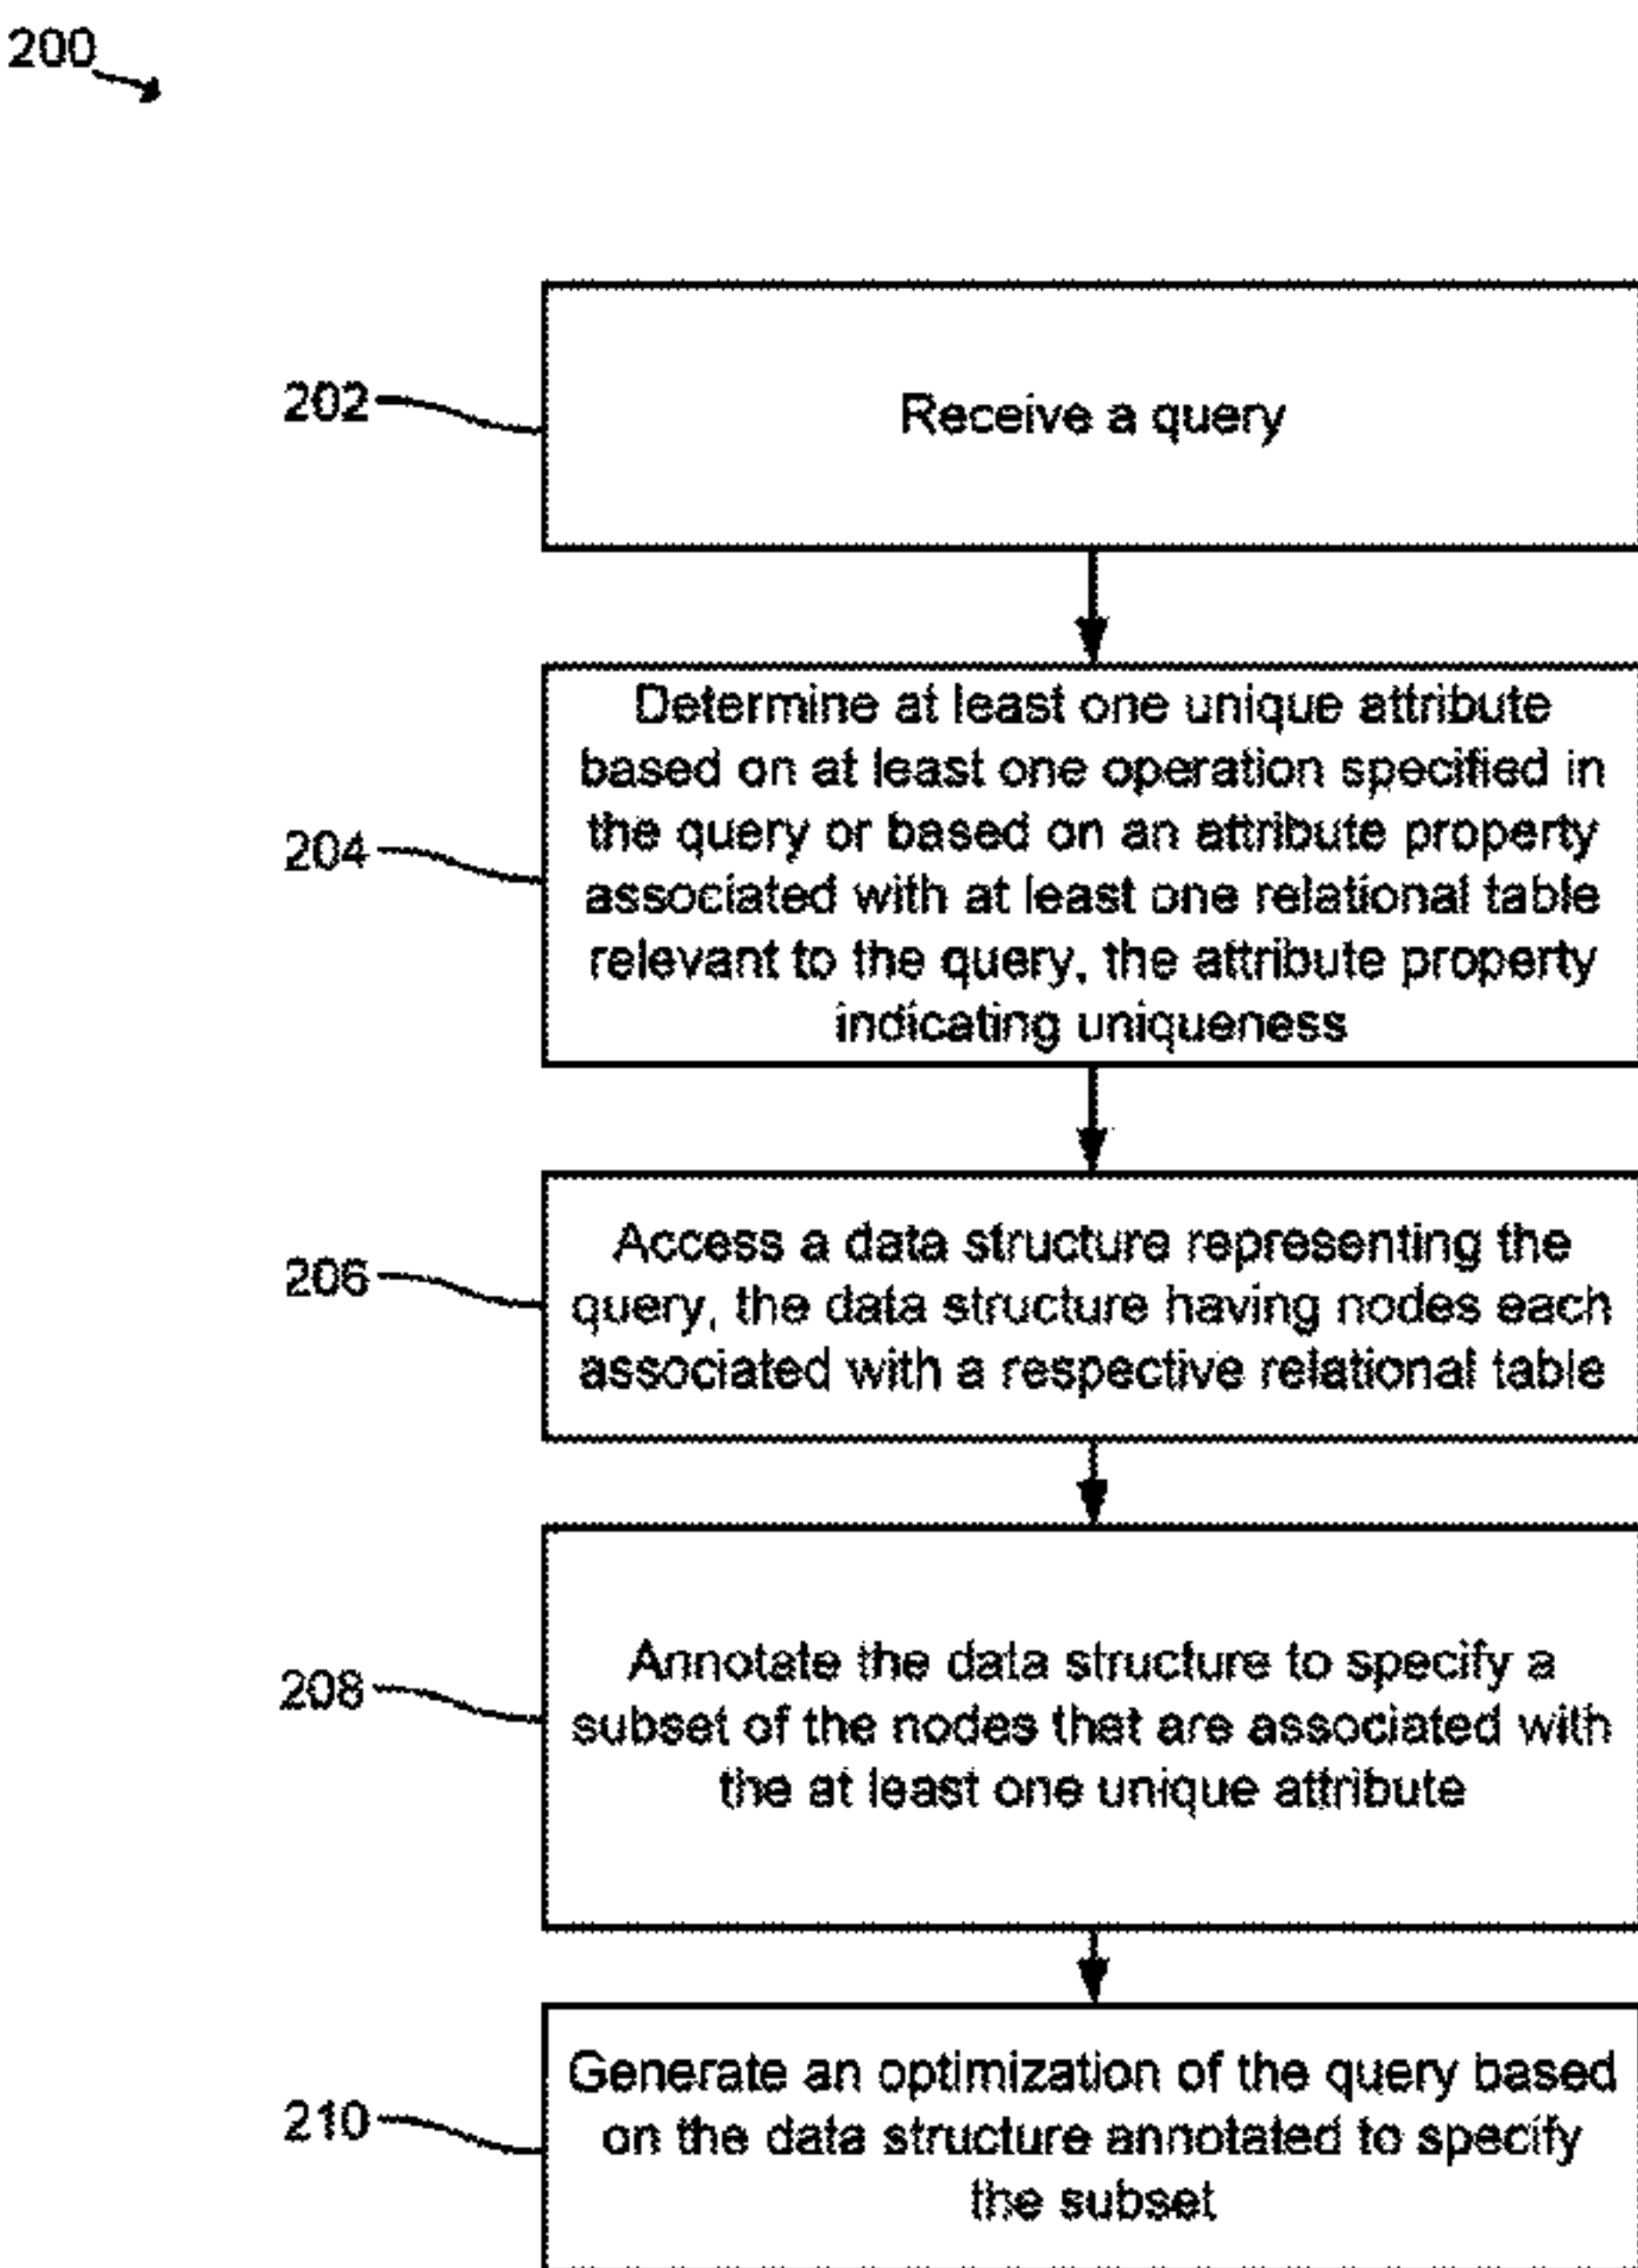 200
202
Receive a query
204
Determine at least one unique attribute
based on at least one operation specified in
the query or based on an attribute property
associated with at least one relational table
relevant to the query, the attribute property
indicating uniqueness
206
Access a data structure representing the
query, the data structure having nodes each
associated with a respective relational table
208
Annotate the data structure to specify a
subset of the nodes that are associated with
the at least one unique attribute
210
Generate an optimization of the query based
on the data structure annotated to specify
the subset